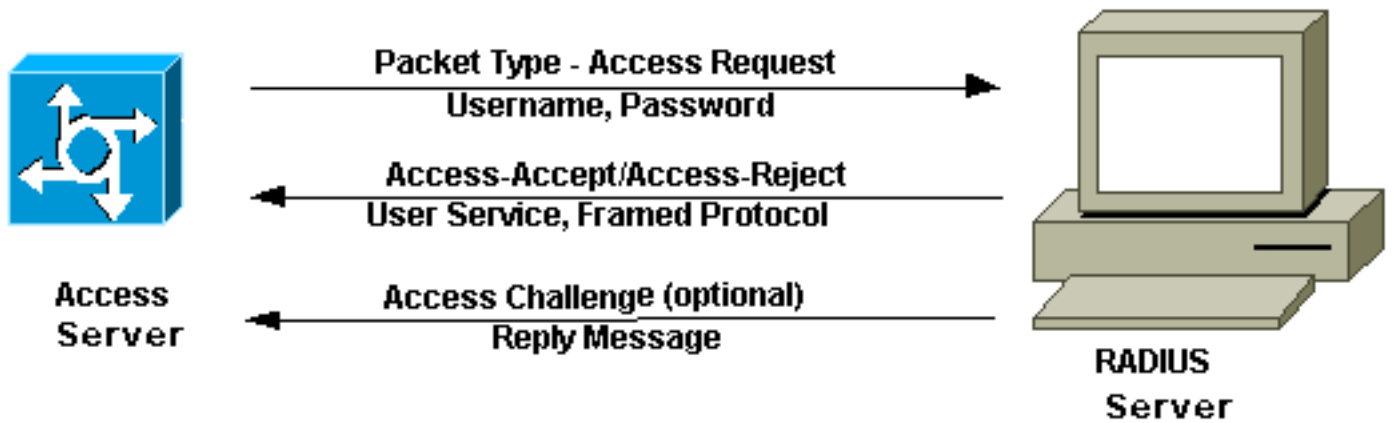 Packet Type - Access Request
Username, Password
Access-Accept/Access-Reject
User Service, Framed Protocol
Access Challenge (optional)
Reply Message
Access
Server
RADIUS
Server